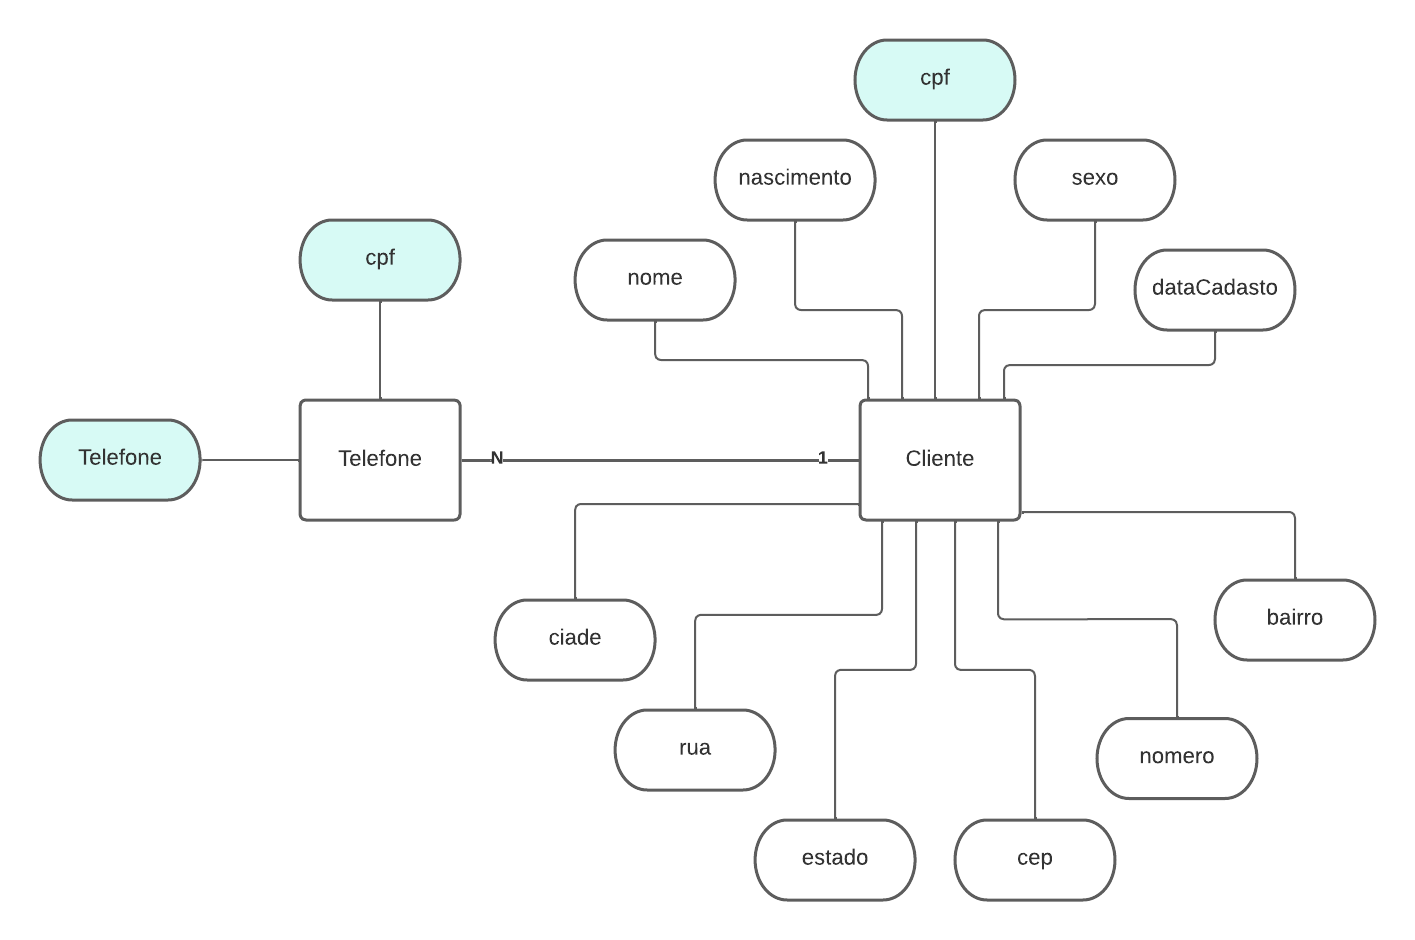 cpf
nascimento
sexo
cpf
nome
dataCadasto
Telefone
Telefone
N
1
Cliente
ciade
bairro
rua
nomero
estado
cep